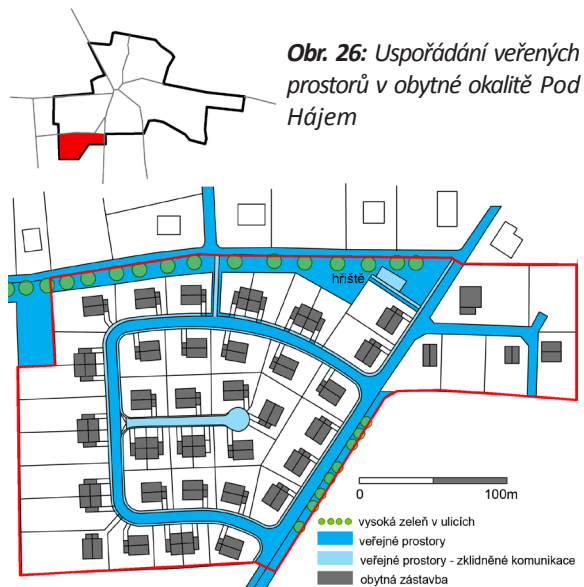 Obr. 26: Uspořádání veřených
prostorů v obytné okalitě Pod
Hájem
hřiště
0 100m
vysoká zeleň v ulicích
veřejné prostory
veřejné prostory - zklidněné komunikace
obytná zástavba